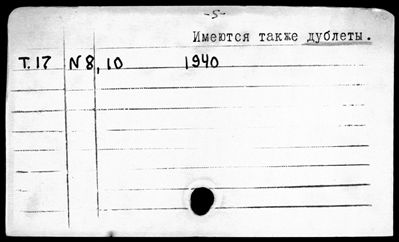 -5-
Имеются также дублеты.
Т.17 N 8, 10 1940